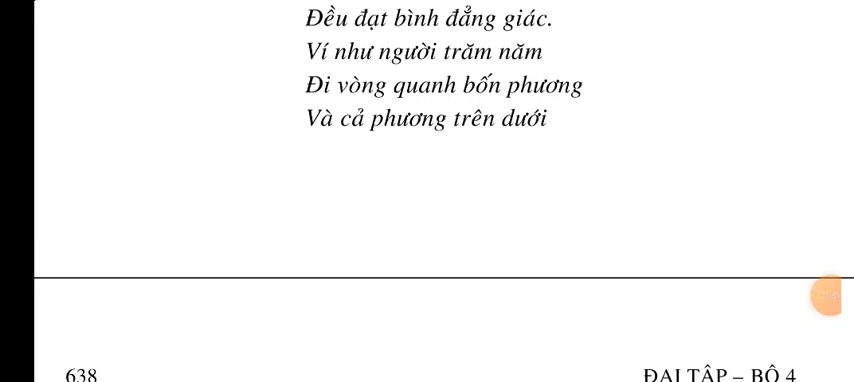 Đều đạt bình đẳng giác.
Ví như người trăm năm
Đi vòng quanh bốn phương
Và cả phương trên dưới
638
ĐẠI TẬP – BỘ 4